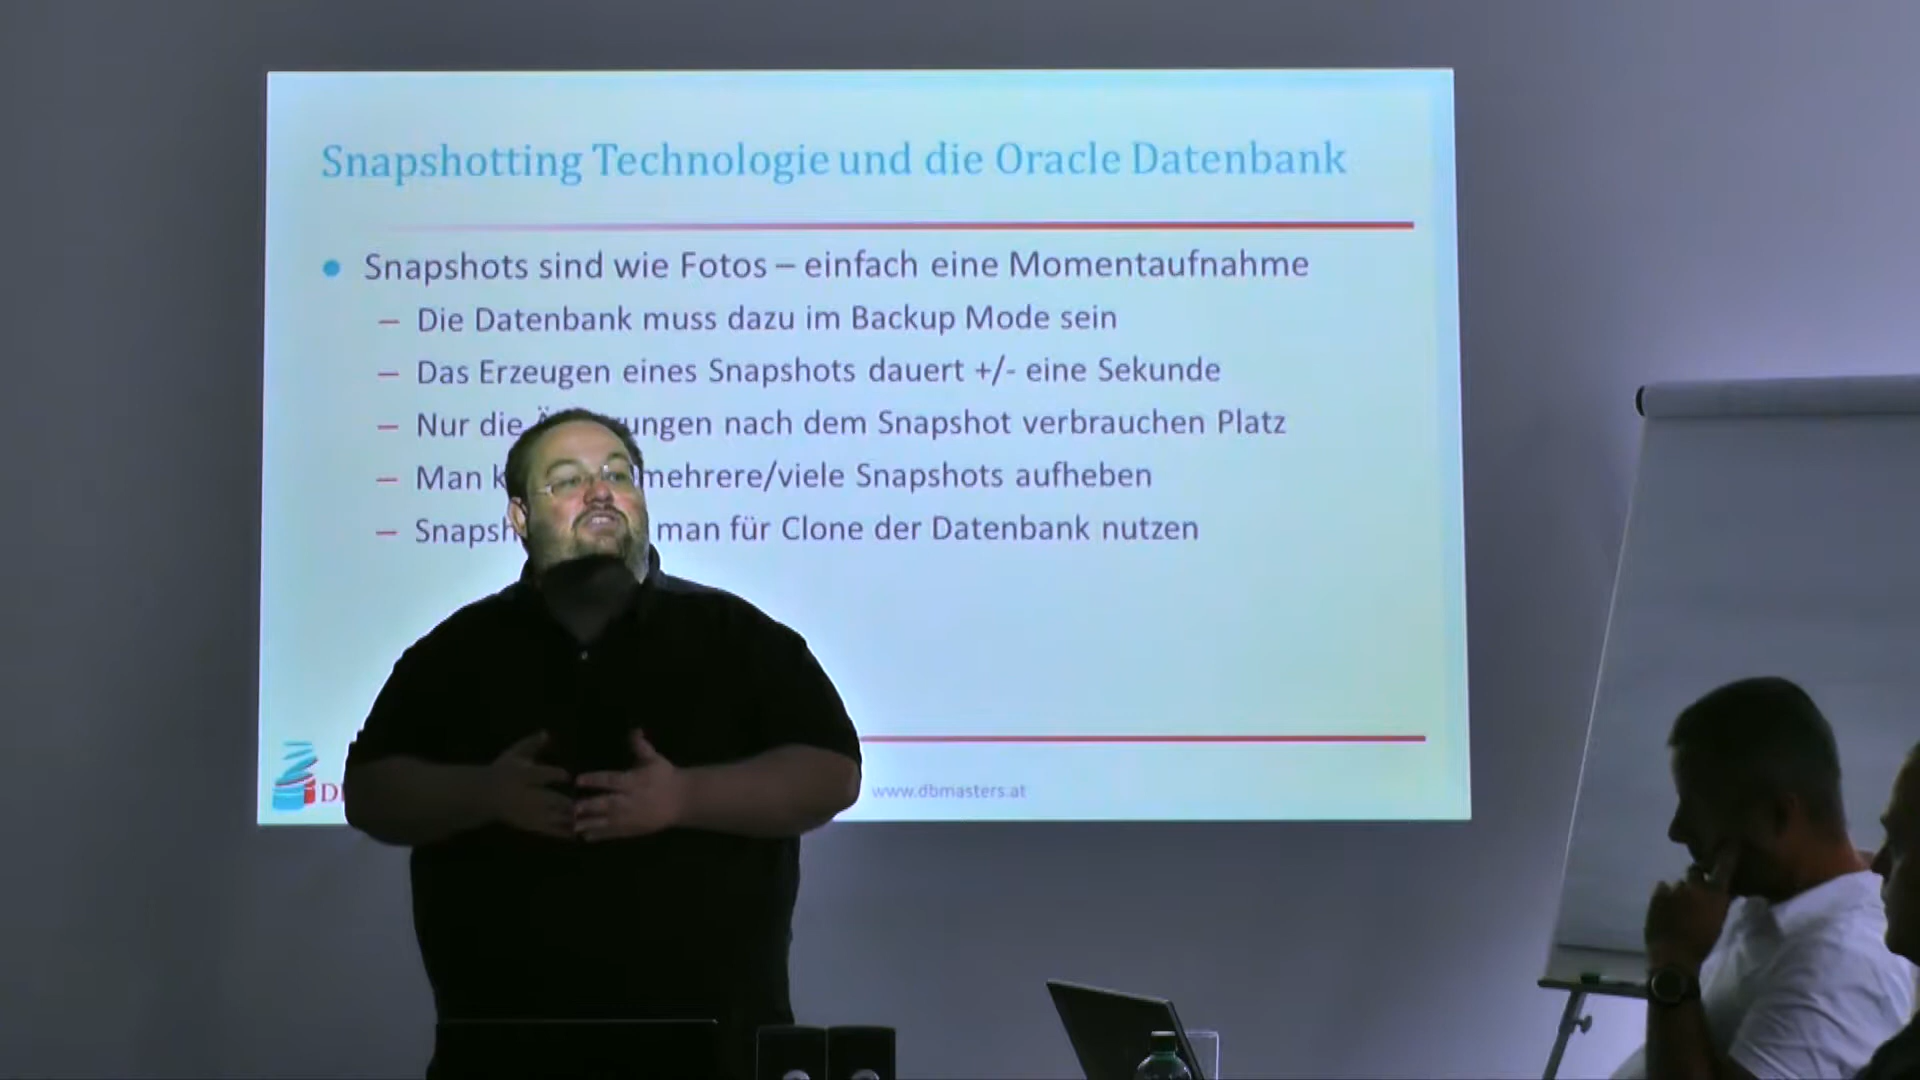 Snapshotting Technologie und die Oracle Datenbank
Snapshots sind wie Fotos – einfach eine Momentaufnahme
– Die Datenbank muss dazu im Backup Mode sein
– Das Erzeugen eines Snapshots dauert +/- eine Sekunde
– Nur die ungen nach dem Snapshot verbrauchen Platz
– Man mehrere/viele Snapshots aufheben
– man für Clone der Datenbank nutzen
www.dbmasters.at